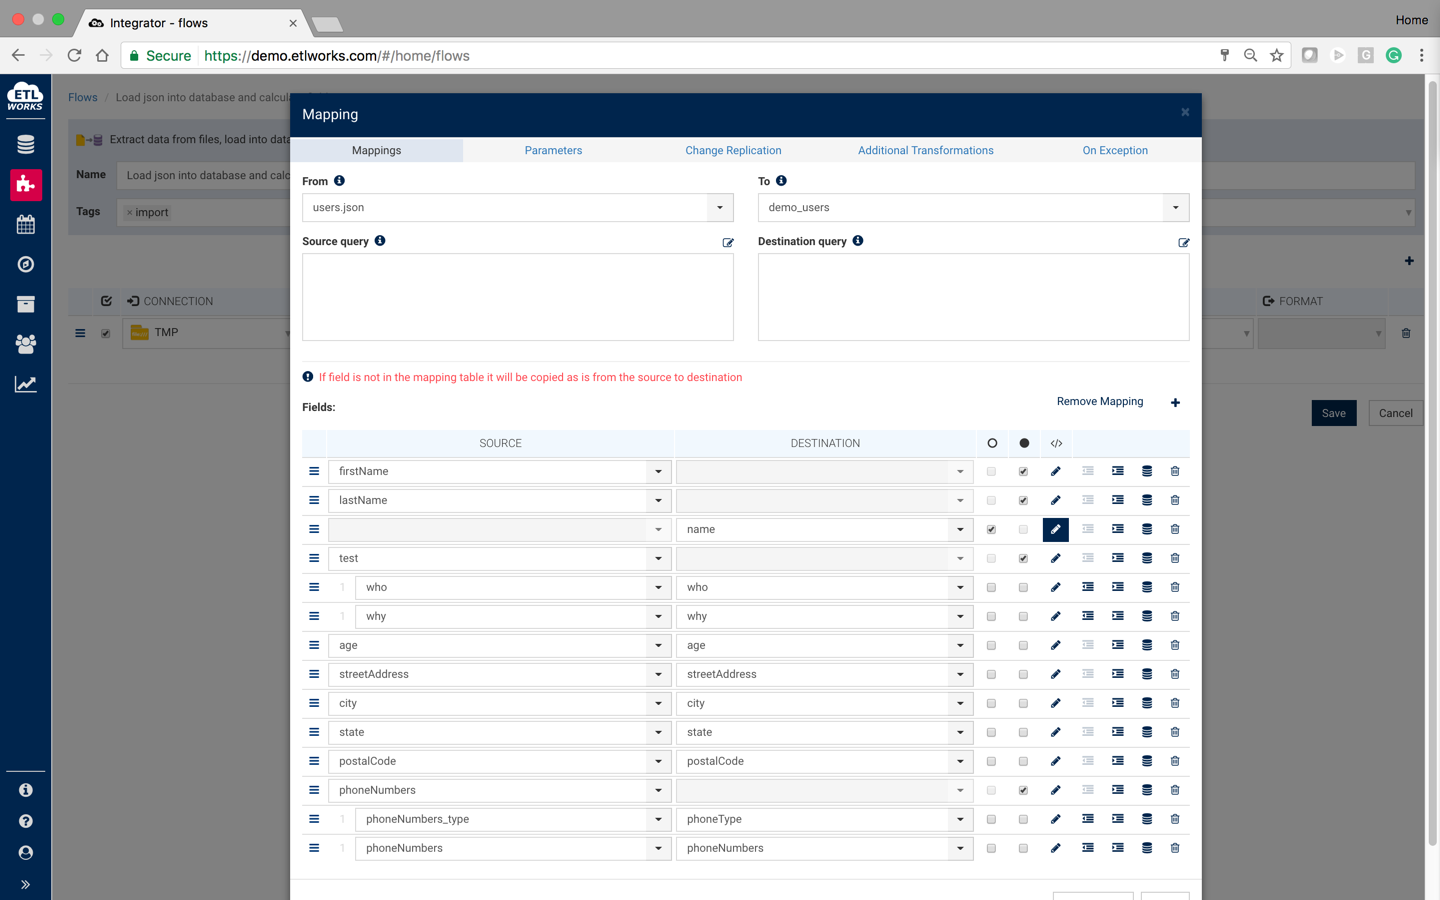 Integrator - flows
Home
Secure https://demo.etlworks.com/#/home/flows
ETL
WORKS
Flows / Load json into database and calcula
Extract data from files, load into data
Name Load json into database and calc
Tags × import
CONNECTION
FORMAT
TMP
Save Cancel
Mapping
Mappings Parameters Change Replication Additional Transformations On Exception
From To
users.json demo_users
Source query Destination query
If field is not in the mapping table it will be copied as is from the source to destination
Fields: Remove Mapping
SOURCE DESTINATION </>
firstName
lastName
name
test
1 who who
1 why why
age age
streetAddress streetAddress
city city
state state
postalCode postalCode
phoneNumbers
1 phoneNumbers_type phoneType
1 phoneNumbers phoneNumbers